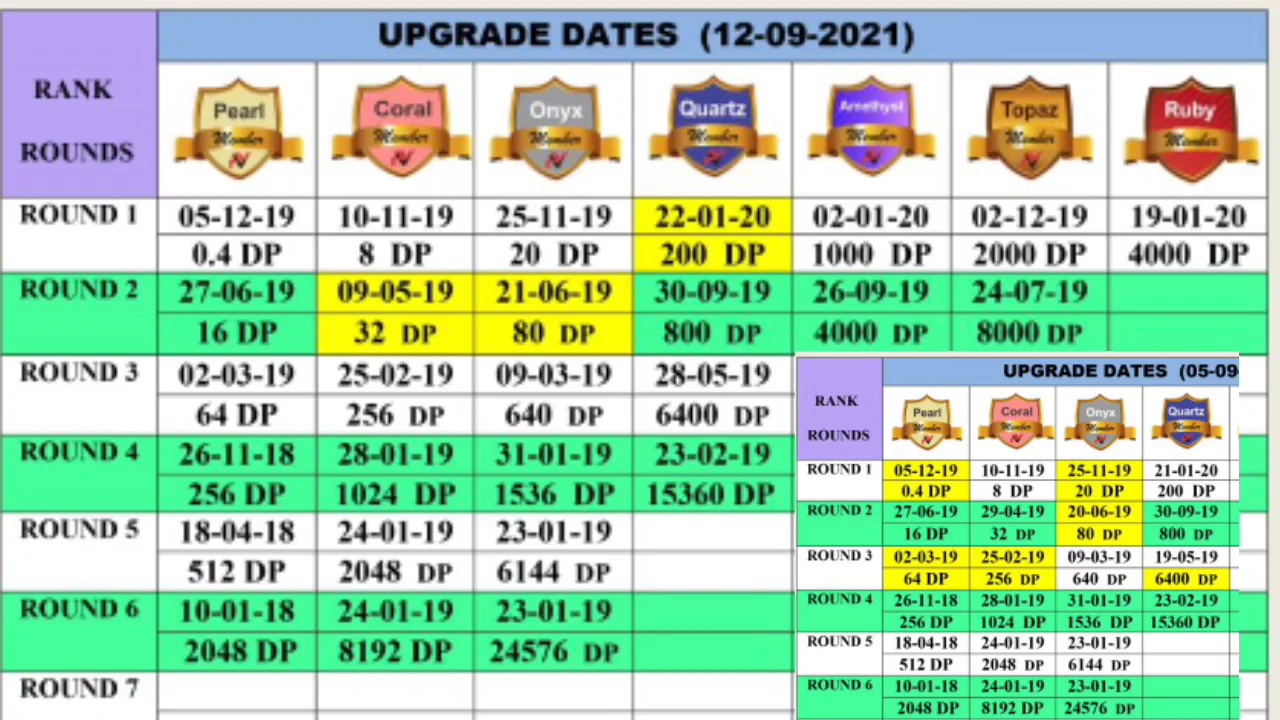 UPGRADE DATES (12-09-2021)
RANK
ROUNDS
Pearl Coral Onyx Quartz Amethyst Topaz Ruby
Member Member Member Member Member Member Member
ROUND 1 05-12-19 10-11-19 25-11-19 22-01-20 02-01-20 02-12-19 19-01-20
0.4 DP 8 DP 20 DP 200 DP 1000 DP 2000 DP 4000 DP
ROUND 2 27-06-19 09-05-19 21-06-19 30-09-19 26-09-19 24-07-19
16 DP 32 DP 80 DP 800 DP 4000 DP 8000 DP
ROUND 3 02-03-19 25-02-19 09-03-19 28-05-19
64 DP 256 DP 640 DP 6400 DP
ROUND 4 26-11-18 28-01-19 31-01-19 23-02-19
256 DP 1024 DP 1536 DP 15360 DP
ROUND 5 18-04-18 24-01-19 23-01-19
512 DP 2048 DP 6144 DP
ROUND 6 10-01-18 24-01-19 23-01-19
2048 DP 8192 DP 24576 DP
ROUND 7
UPGRADE DATES (05-09-
RANK
ROUNDS
Pearl Coral Onyx Quartz
Member Member Member Member
ROUND 1 05-12-19 10-11-19 25-11-19 21-01-20
0.4 DP 8 DP 20 DP 200 DP
ROUND 2 27-06-19 29-04-19 20-06-19 30-09-19
16 DP 32 DP 80 DP 800 DP
ROUND 3 02-03-19 25-02-19 09-03-19 19-05-19
64 DP 256 DP 640 DP 6400 DP
ROUND 4 26-11-18 28-01-19 31-01-19 23-02-19
256 DP 1024 DP 1536 DP 15360 DP
ROUND 5 18-04-18 24-01-19 23-01-19
512 DP 2048 DP 6144 DP
ROUND 6 10-01-18 24-01-19 23-01-19
2048 DP 8192 DP 24576 DP